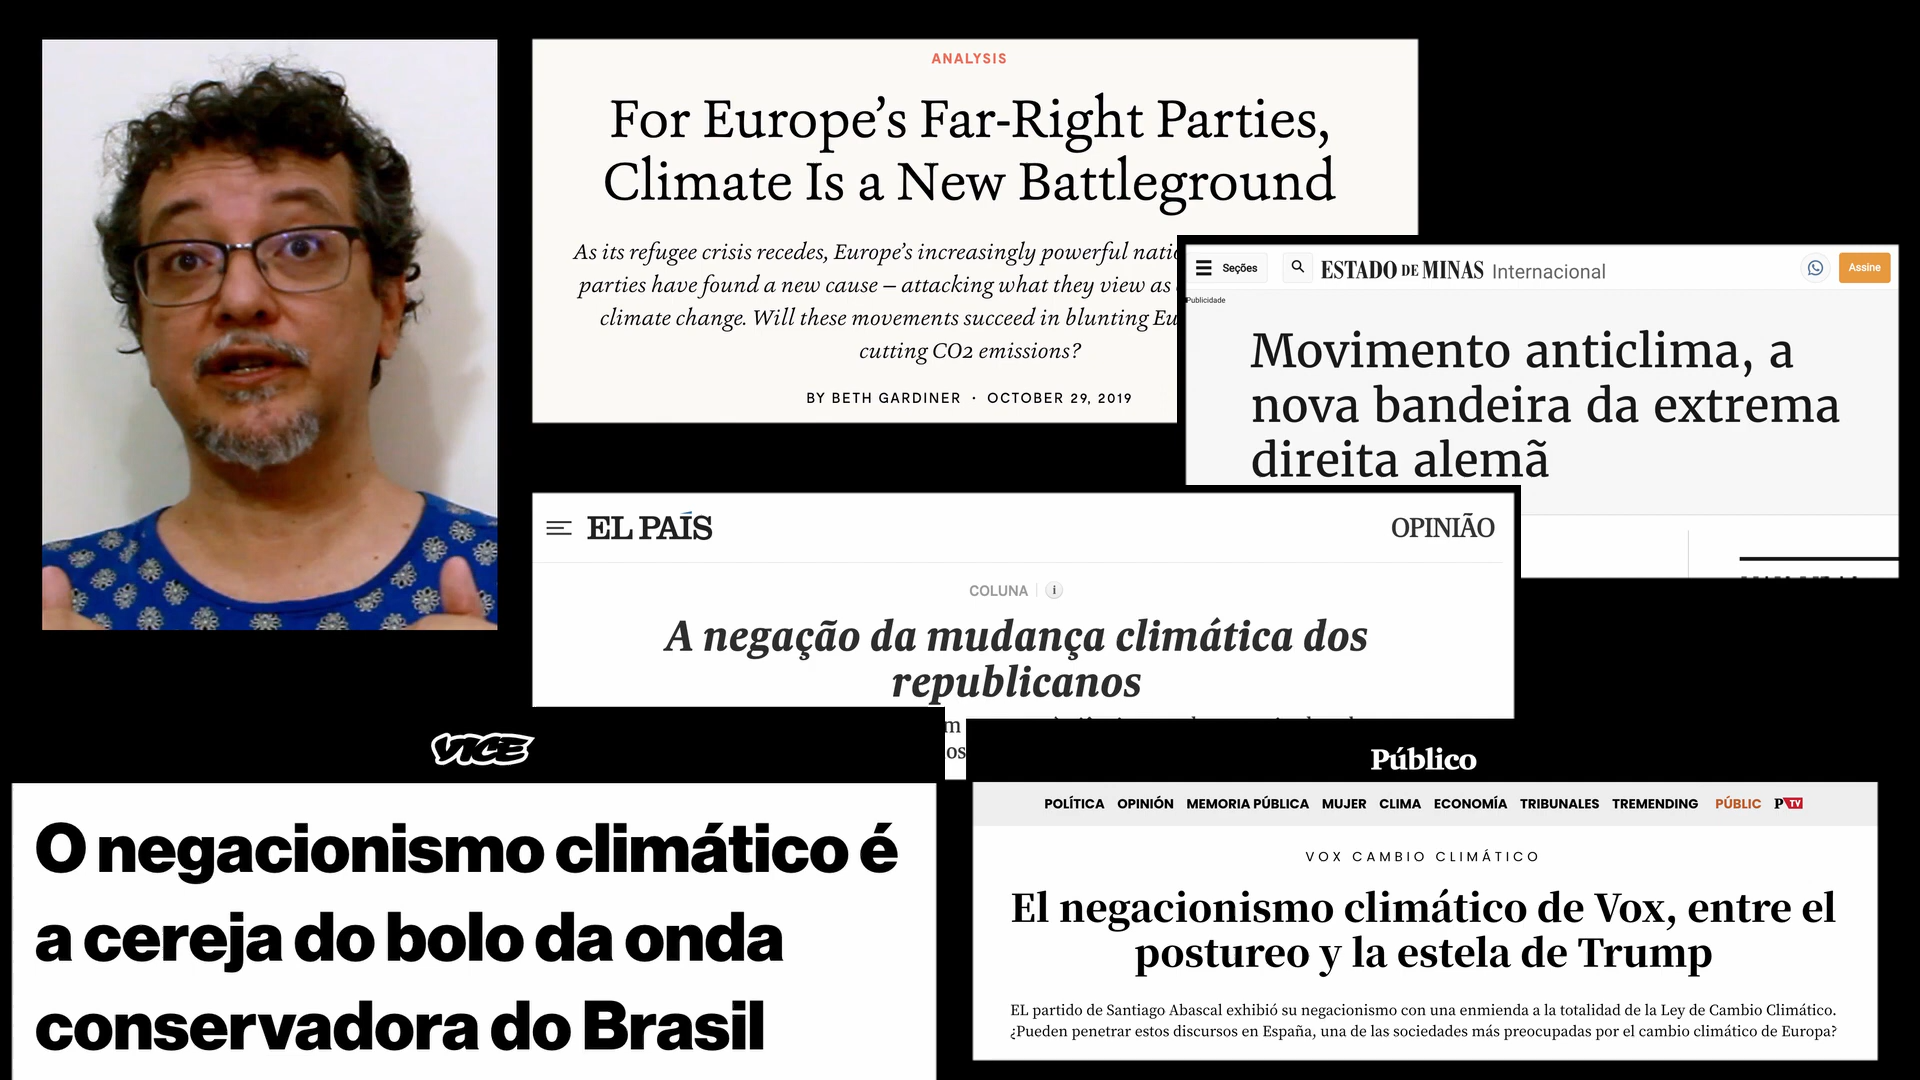 ANALYSIS
For Europe’s Far-Right Parties,
Climate Is a New Battleground
As its refugee crisis recedes, Europe’s increasingly powerful
parties have found a new cause — attacking what they view as
climate change. Will these movements succeed in blunting
cutting CO2 emissions?
BY BETH GARDINER • OCTOBER 29, 2019
Seções
ESTADO DE MINAS Internacional
Assine
Publicidade
Movimento anticlima, a
nova bandeira da extrema
direita alemã
EL PAÍS
OPINIÃO
COLUNA
A negação da mudança climática dos
republicanos
VICE
O negacionismo climático é
a cereja do bolo da onda
conservadora do Brasil
Público
POLÍTICA OPINIÓN MEMORIA PÚBLICA MUJER CLIMA ECONOMÍA TRIBUNALES TREMENDING PÚBLIC P TV
VOX CAMBIO CLIMÁTICO
El negacionismo climático de Vox, entre el
postureo y la estela de Trump
EL partido de Santiago Abascal exhibió su negacionismo con una enmienda a la totalidad de la Ley de Cambio Climático.
¿Pueden penetrar estos discursos en España, una de las sociedades más preocupadas por el cambio climático de Europa?